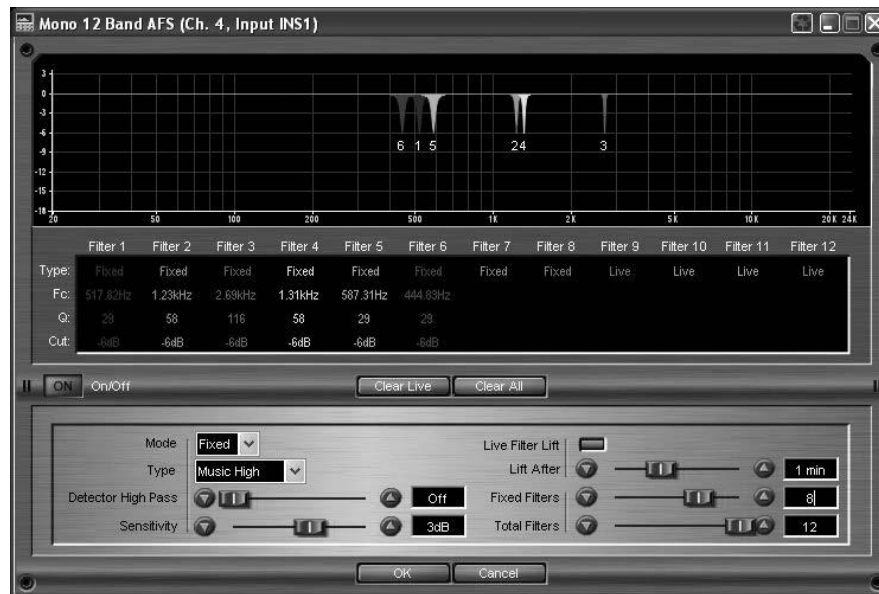 Mono 12 Band AFS (Ch. 4, Input INS1)
3
0
-3
-6
-9
-12
-15
-18
6 1 5 24 3
20 50 100 200 500 1K 2K 5K 10K 20K 24K
Filter 1 Filter 2 Filter 3 Filter 4 Filter 5 Filter 6 Filter 7 Filter 8 Filter 9 Filter 10 Filter 11 Filter 12
Type: Fixed Fixed Fixed Fixed Fixed Fixed Fixed Fixed Live Live Live Live
Fc: 517.82Hz 1.23kHz 2.69kHz 1.31kHz 587.31Hz 444.83Hz
Q: 29 58 116 58 29 29
Cut: -6dB -6dB -6dB -6dB -6dB -6dB
ON On/Off Clear Live Clear All
Mode Fixed Live Filter Lift
Type Music High Lift After 1 min
Detector High Pass Off Fixed Filters 8
Sensitivity 3dB Total Filters 12
OK Cancel